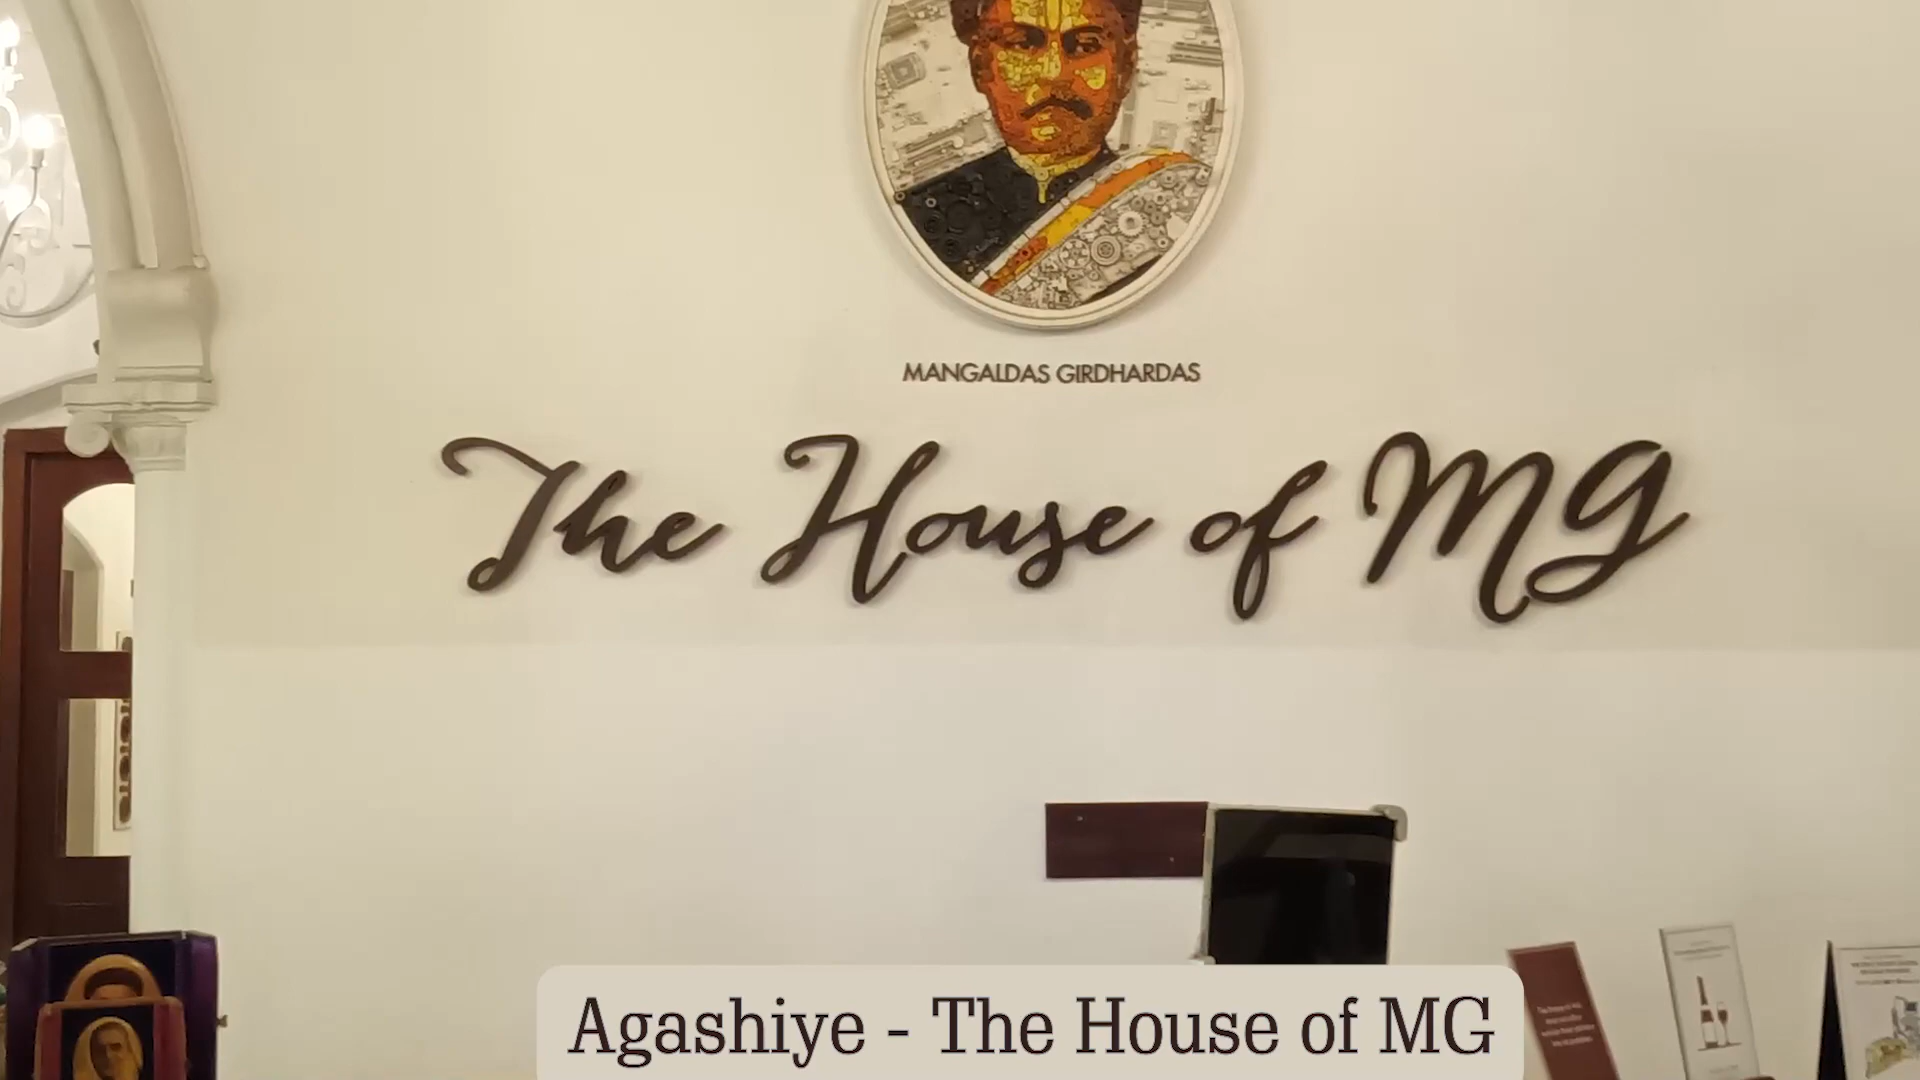 MANGALDAS GIRDHARDAS
The House of MG
Agashiye - The House of MG